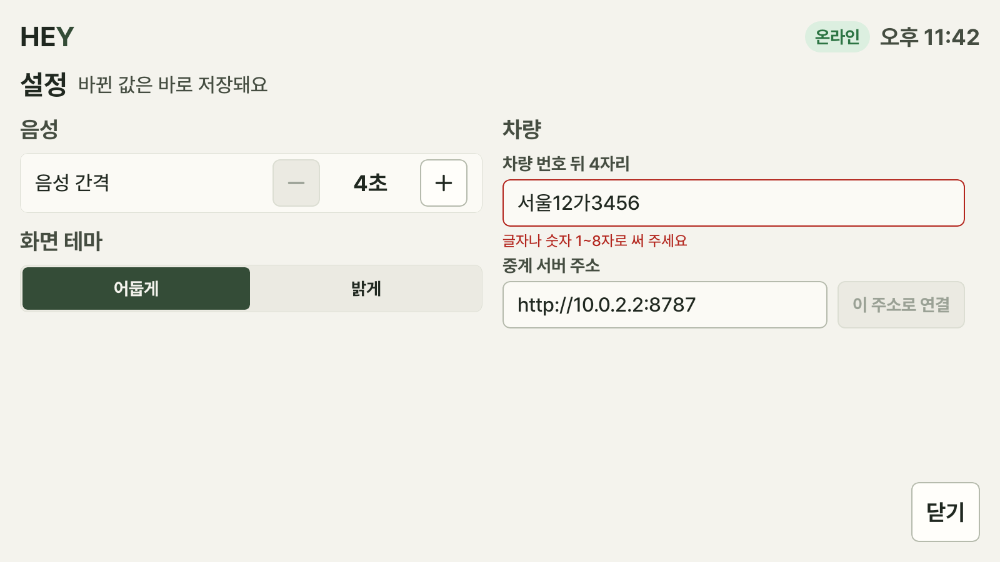 HEY
온라인 오후 11:42
설정 바뀐 값은 바로 저장돼요
음성
음성 간격 − 4초 +
화면 테마
어둡게 밝게
차량
차량 번호 뒤 4자리
서울12가3456
글자나 숫자 1~8자로 써 주세요
중계 서버 주소
http://10.0.2.2:8787 이 주소로 연결
닫기